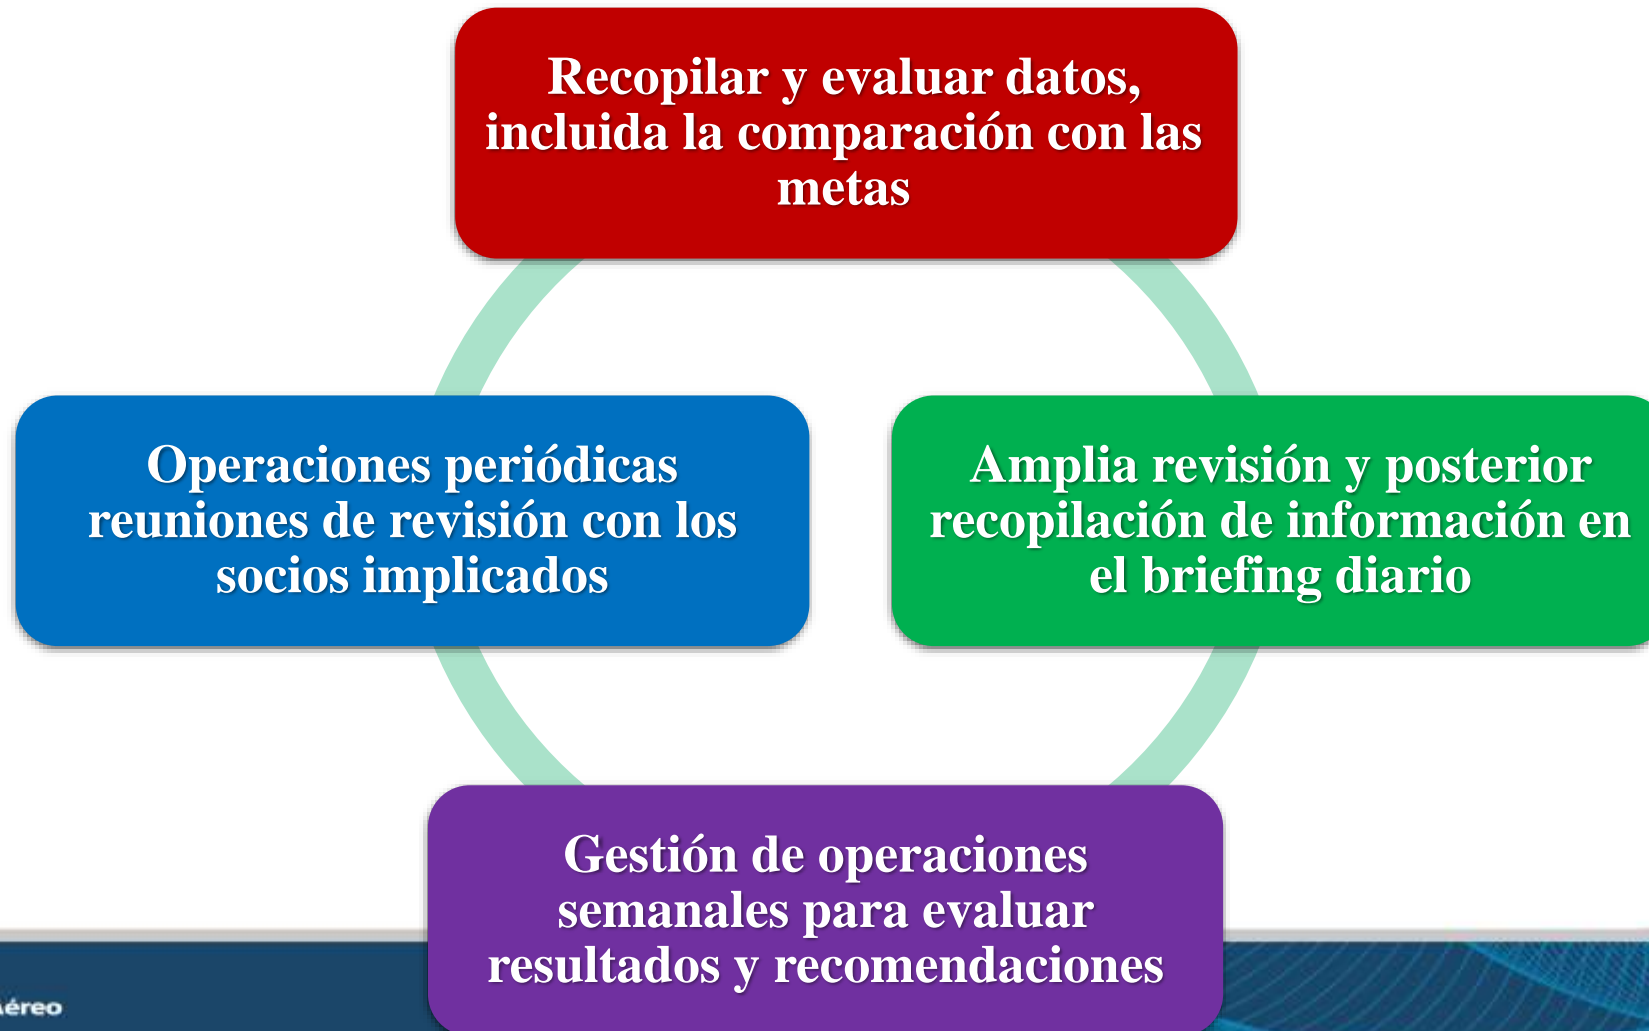 Recopilar y evaluar datos,
incluida la comparación con las
metas
Operaciones periódicas
reuniones de revisión con los
socios implicados
Amplia revisión y posterior
recopilación de información en
el briefing diario
Gestión de operaciones
semanales para evaluar
resultados y recomendaciones
Aéreo